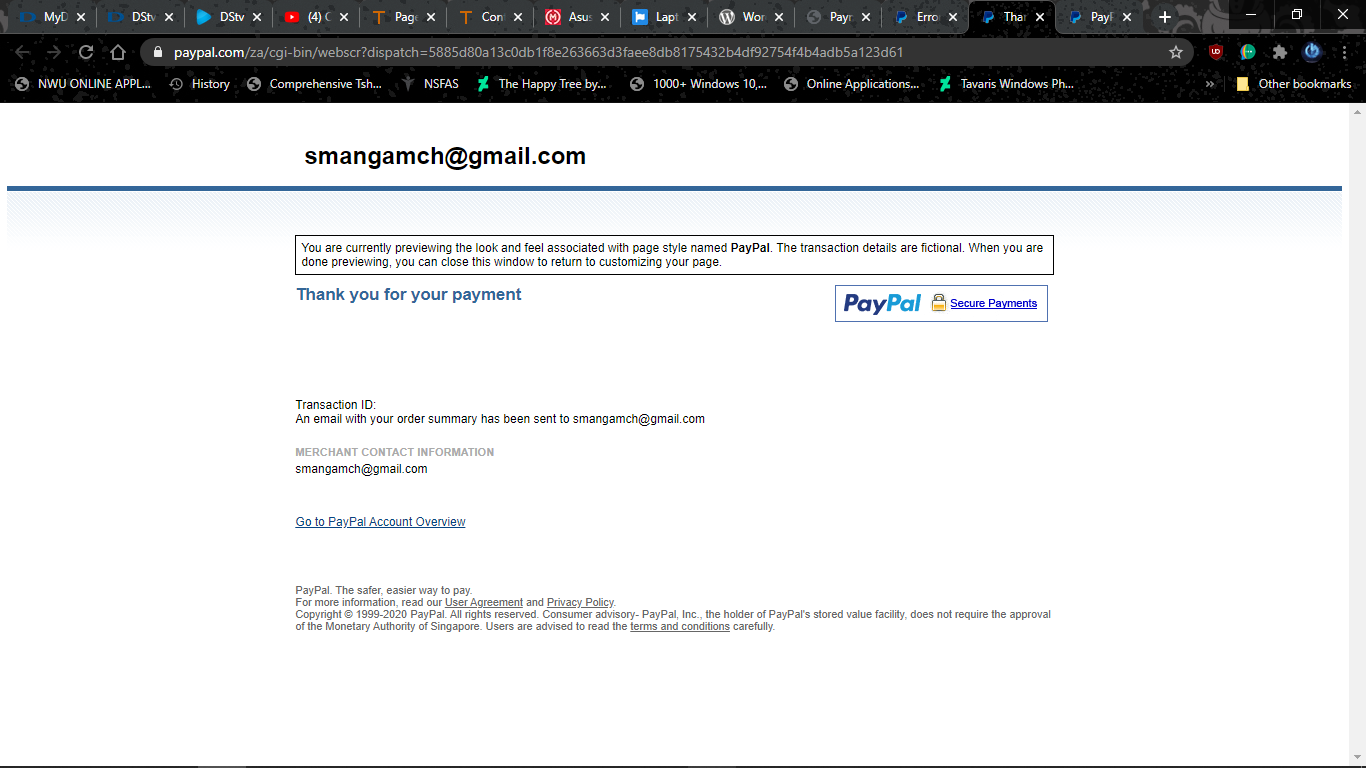 MyD
DStv
DStv
(4) C
Page
Con
Asus
Lapt
Wor
Payn
Erro
Thar
PayF
paypal.com/za/cgi-bin/webscr?dispatch=5885d80a13c0db1f8e263663d3faee8db8175432b4df92754f4b4adb5a123d61
NWU ONLINE APPL...
History
Comprehensive Tsh...
NSFAS
The Happy Tree by...
1000+ Windows 10,...
Online Applications...
Tavaris Windows Ph...
»
Other bookmarks
smangamch@gmail.com
You are currently previewing the look and feel associated with page style named PayPal. The transaction details are fictional. When you are
done previewing, you can close this window to return to customizing your page.
Thank you for your payment
PayPal Secure Payments
Transaction ID:
An email with your order summary has been sent to smangamch@gmail.com
MERCHANT CONTACT INFORMATION
smangamch@gmail.com
Go to PayPal Account Overview
PayPal. The safer, easier way to pay.
For more information, read our User Agreement and Privacy Policy.
Copyright © 1999-2020 PayPal. All rights reserved. Consumer advisory- PayPal, Inc., the holder of PayPal's stored value facility, does not require the approval
of the Monetary Authority of Singapore. Users are advised to read the terms and conditions carefully.